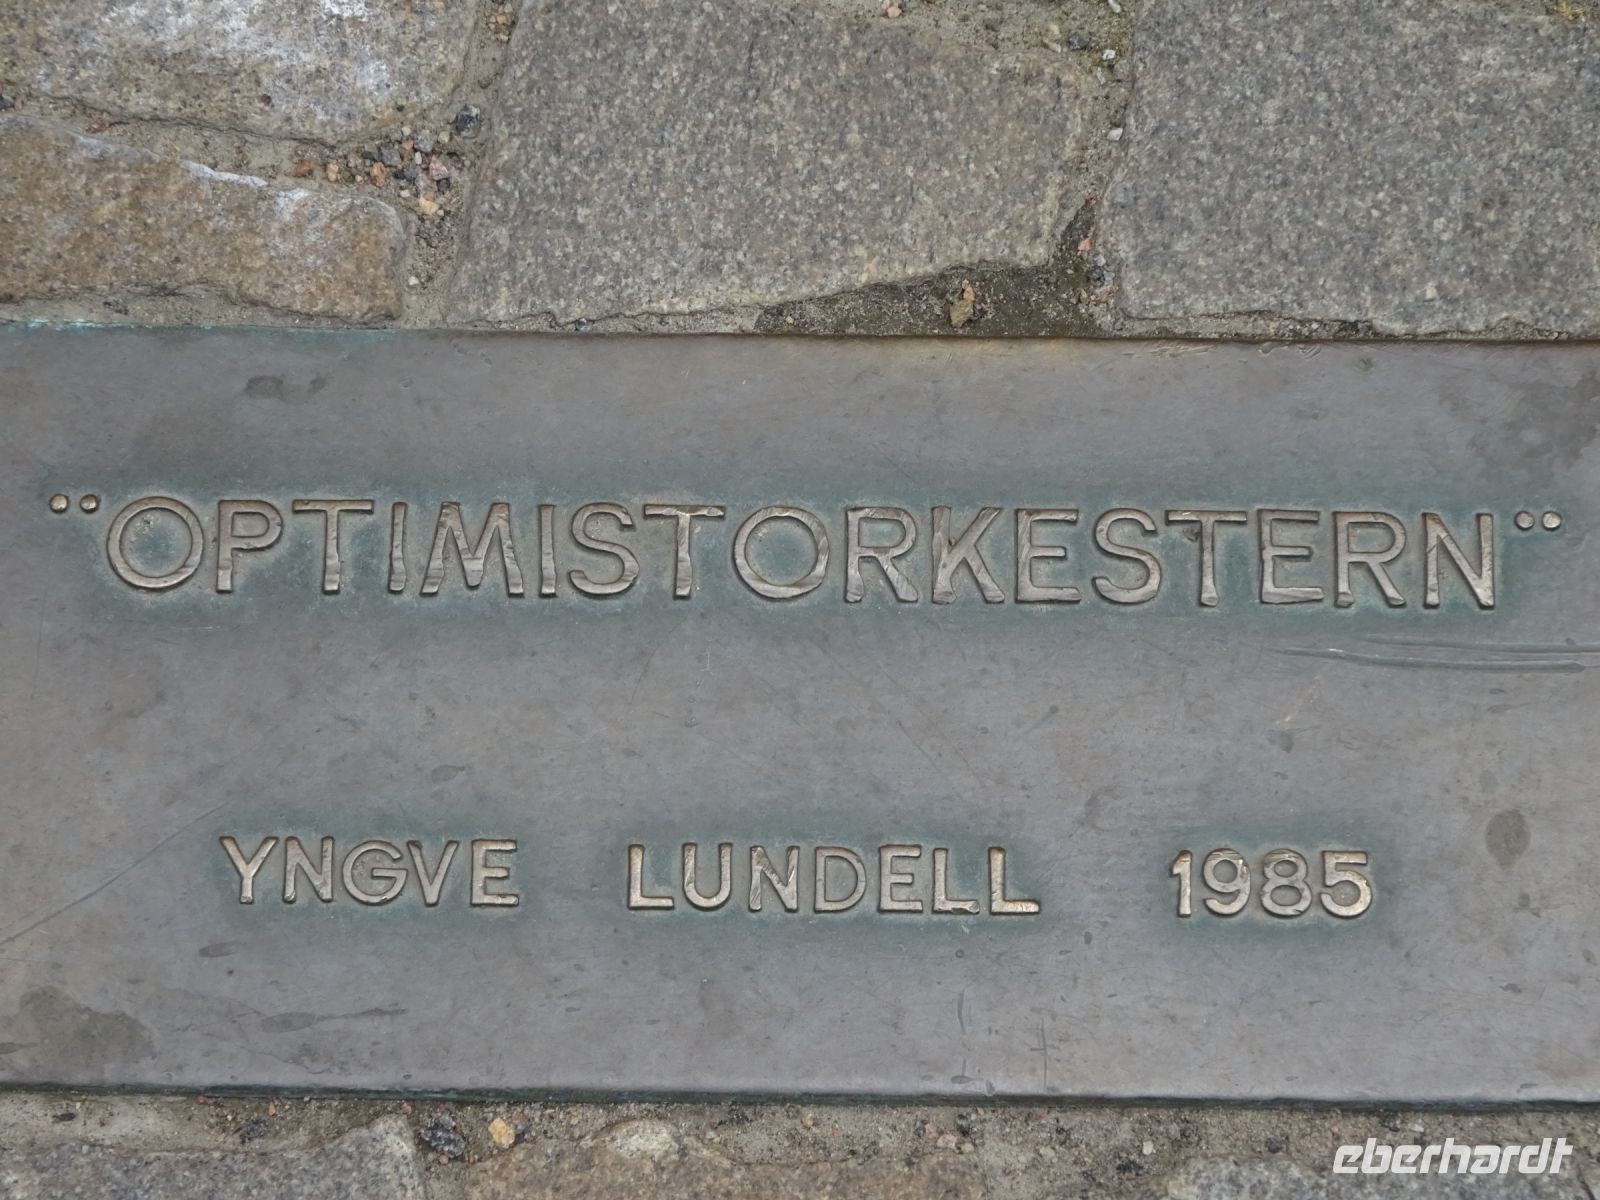 ¨OPTIMISTORKESTERN¨
YNGVE LUNDELL 1985
eberhardt